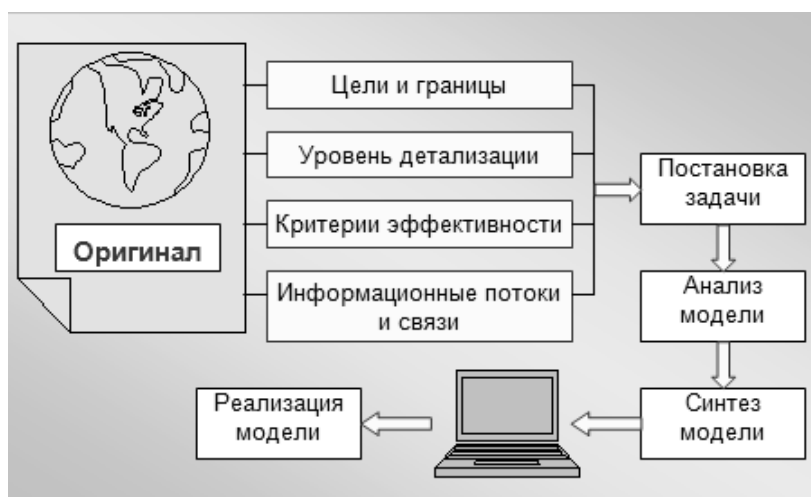 Оригинал
Цели и границы
Уровень детализации
Критерии эффективности
Информационные потоки
и связи
Постановка
задачи
Анализ
модели
Синтез
модели
Реализация
модели